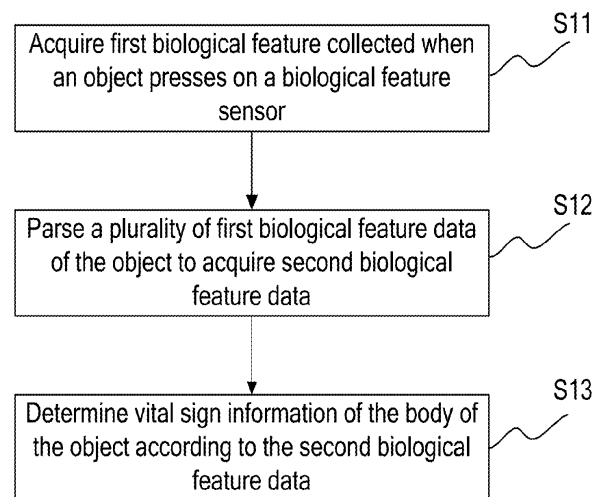 S11
Acquire first biological feature collected when
an object presses on a biological feature
sensor
S12
Parse a plurality of first biological feature data
of the object to acquire second biological
feature data
S13
Determine vital sign information of the body of
the object according to the second biological
feature data